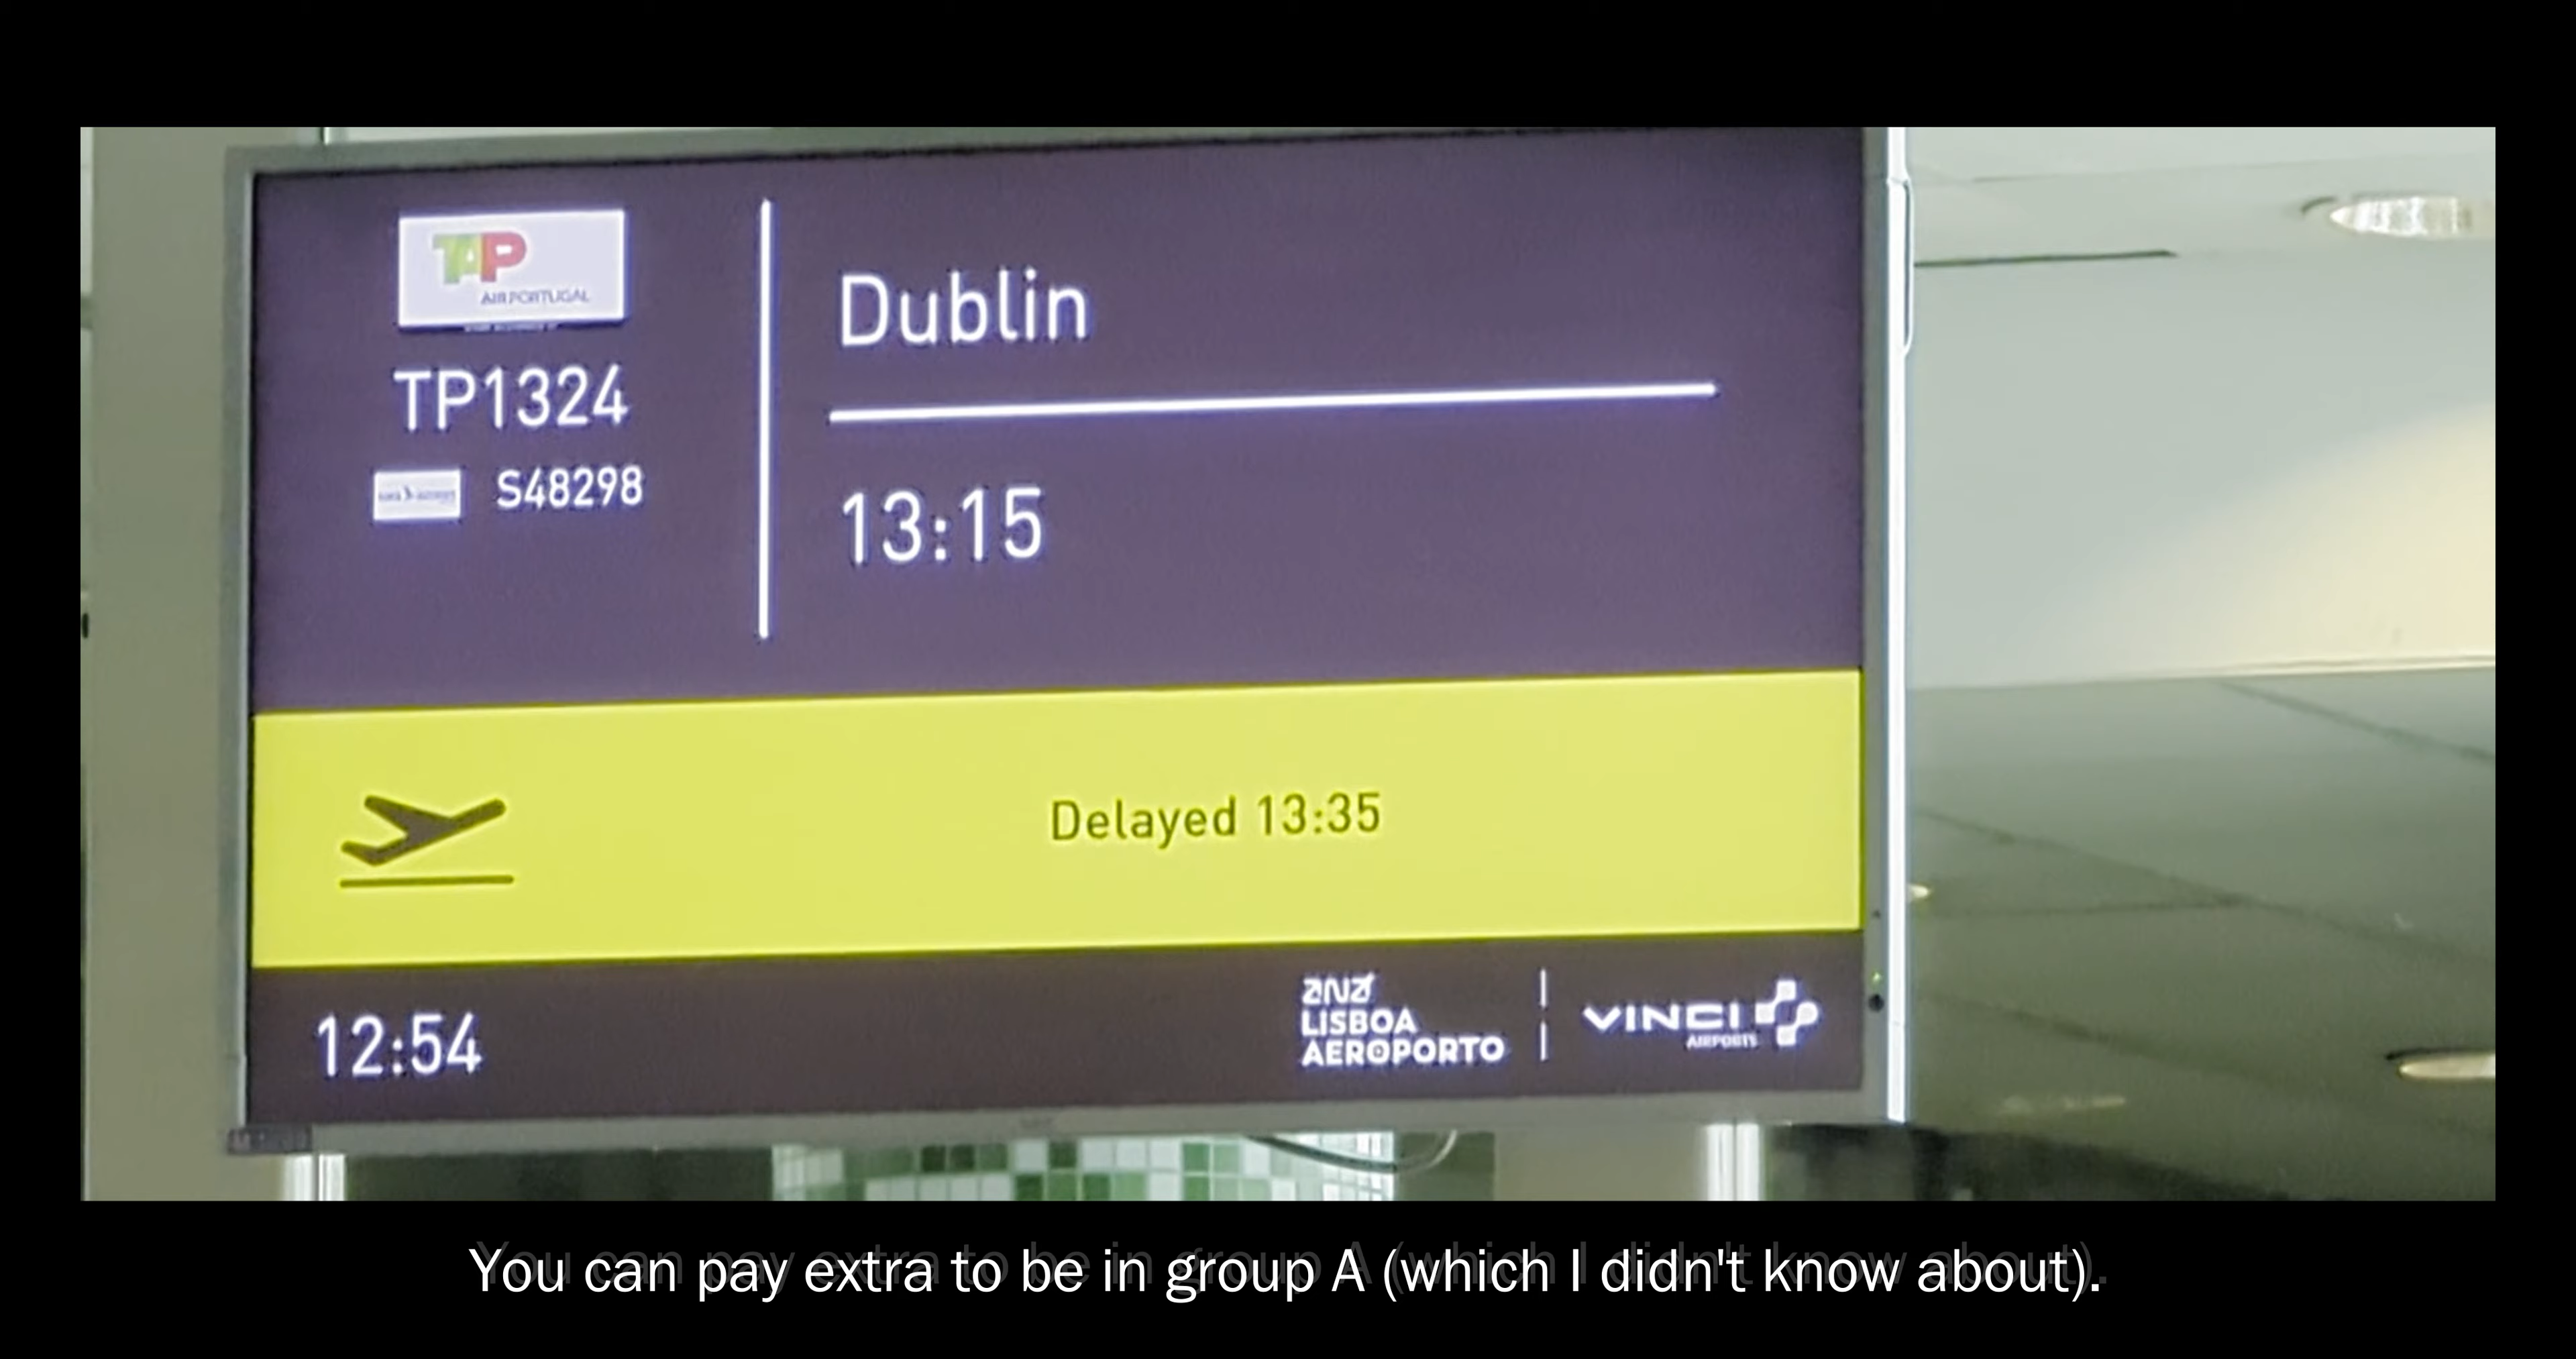 TAP
AIR PORTUGAL
TP1324
S48298
Dublin
13:15
Delayed 13:35
12:54
ANA
LISBOA
AEROPORTO
VINCI
AIRPORTS
You can pay extra to be in group A (which I didn't know about).